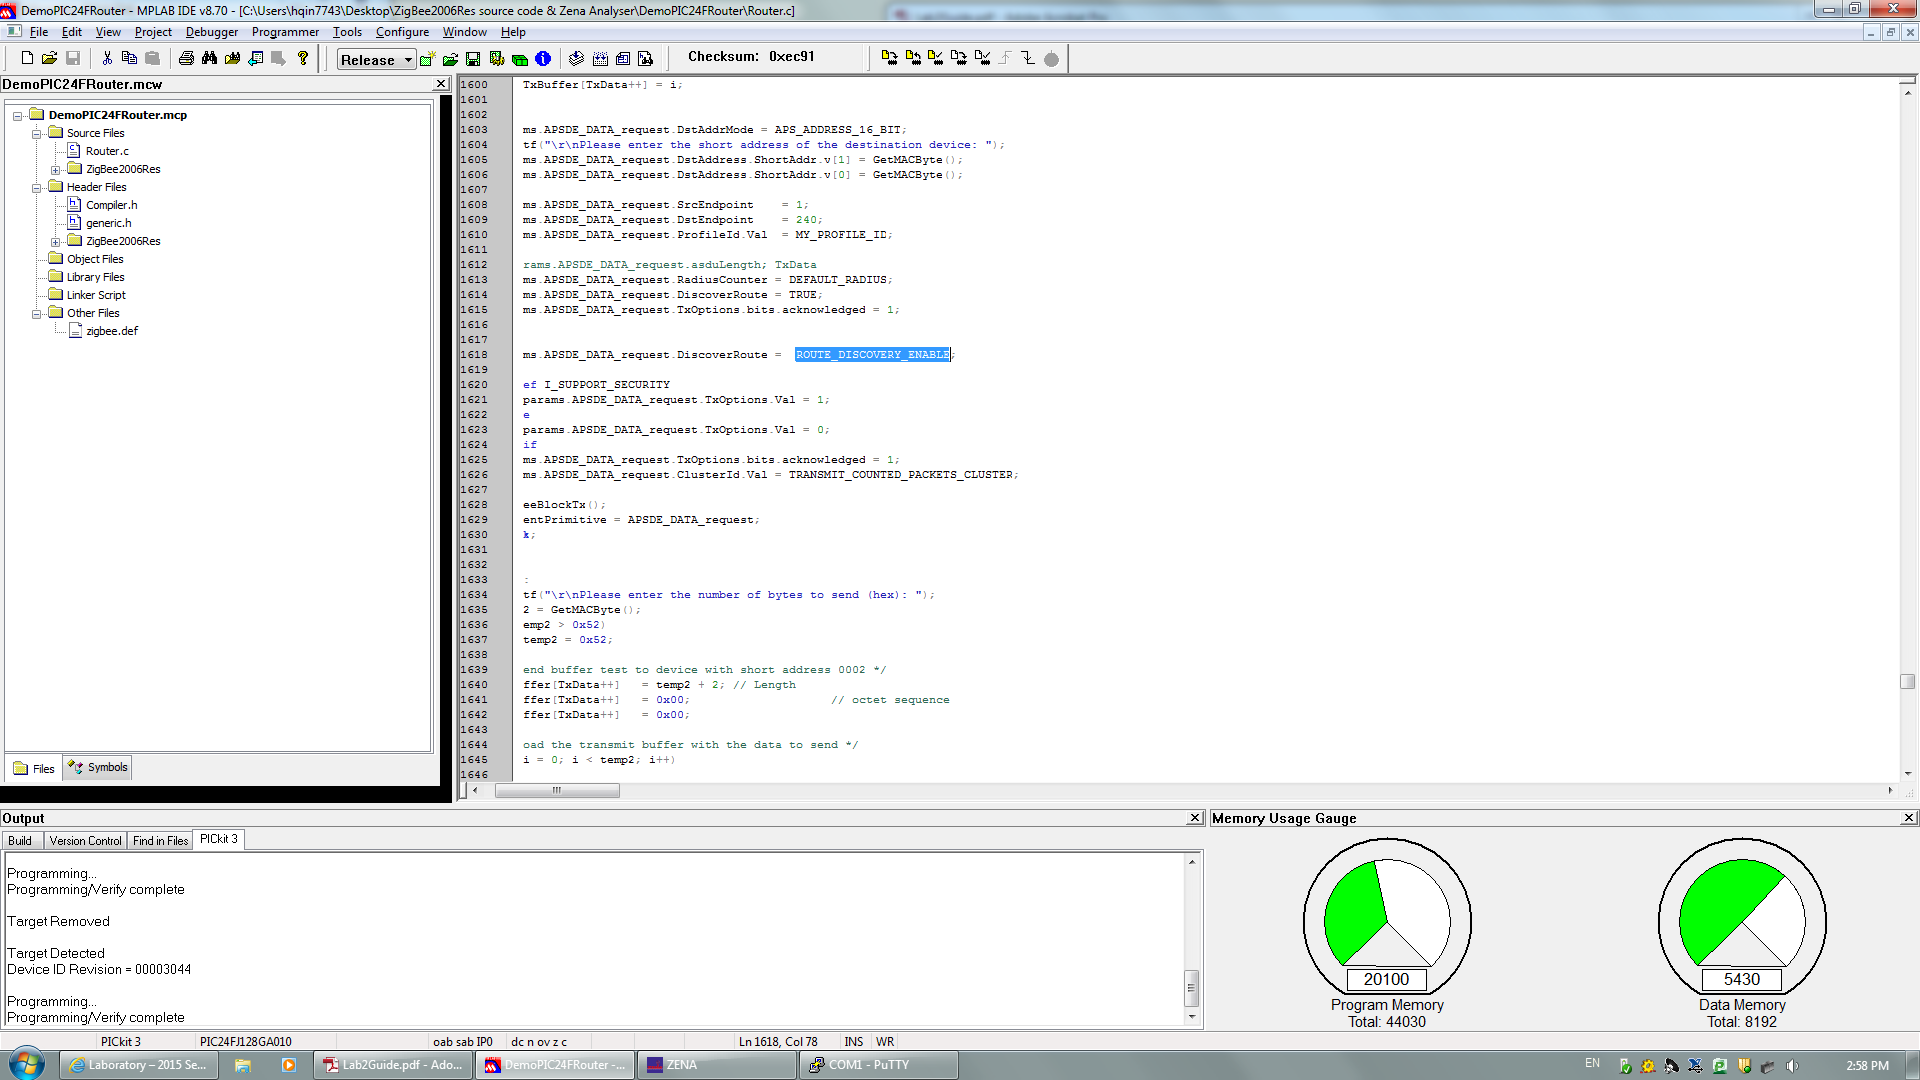 DemoPIC24FRouter - MPLAB IDE v8.70 - [C:\Users\hqin7743\Desktop\ZigBee2006Res source code & Zena Analyser\DemoPIC24FRouter\Router.c]
File Edit View Project Debugger Programmer Tools Configure Window Help
Release Checksum: 0xec91
DemoPIC24FRouter.mcw
DemoPIC24FRouter.mcp
Source Files
Router.c
ZigBee2006Res
Header Files
Compiler.h
generic.h
ZigBee2006Res
Object Files
Library Files
Linker Script
Other Files
zigbee.def
Files Symbols
1600 TxBuffer[TxData++] = i;
1601
1602
1603 ms.APSDE_DATA_request.DstAddrMode = APS_ADDRESS_16_BIT;
1604 tf("\r\nPlease enter the short address of the destination device: ");
1605 ms.APSDE_DATA_request.DstAddress.ShortAddr.v[1] = GetMACByte();
1606 ms.APSDE_DATA_request.DstAddress.ShortAddr.v[0] = GetMACByte();
1607
1608 ms.APSDE_DATA_request.SrcEndpoint = 1;
1609 ms.APSDE_DATA_request.DstEndpoint = 240;
1610 ms.APSDE_DATA_request.ProfileId.Val = MY_PROFILE_ID;
1611
1612 rams.APSDE_DATA_request.asduLength; TxData
1613 ms.APSDE_DATA_request.RadiusCounter = DEFAULT_RADIUS;
1614 ms.APSDE_DATA_request.DiscoverRoute = TRUE;
1615 ms.APSDE_DATA_request.TxOptions.bits.acknowledged = 1;
1616
1617
1618 ms.APSDE_DATA_request.DiscoverRoute = ROUTE_DISCOVERY_ENABLE;
1619
1620 ef I_SUPPORT_SECURITY
1621 params.APSDE_DATA_request.TxOptions.Val = 1;
1622 e
1623 params.APSDE_DATA_request.TxOptions.Val = 0;
1624 if
1625 ms.APSDE_DATA_request.TxOptions.bits.acknowledged = 1;
1626 ms.APSDE_DATA_request.ClusterId.Val = TRANSMIT_COUNTED_PACKETS_CLUSTER;
1627
1628 eeBlockTx();
1629 entPrimitive = APSDE_DATA_request;
1630 k;
1631
1632
1633 :
1634 tf("\r\nPlease enter the number of bytes to send (hex): ");
1635 2 = GetMACByte();
1636 emp2 > 0x52)
1637 temp2 = 0x52;
1638
1639 end buffer test to device with short address 0002 */
1640 ffer[TxData++] = temp2 + 2; // Length
1641 ffer[TxData++] = 0x00; // octet sequence
1642 ffer[TxData++] = 0x00;
1643
1644 oad the transmit buffer with the data to send */
1645 i = 0; i < temp2; i++)
1646
Output
Build Version Control Find in Files PICkit 3
Programming...
Programming/Verify complete
Target Removed
Target Detected
Device ID Revision = 00003044
Programming...
Programming/Verify complete
Memory Usage Gauge
20100
Program Memory
Total: 44030
5430
Data Memory
Total: 8192
PICkit 3 PIC24FJ128GA010 oab sab IP0 dc n ov z c Ln 1618, Col 78 INS WR
Laboratory – 2015 Se... Lab2Guide.pdf - Ado... DemoPIC24FRouter -... ZENA COM1 - PuTTY EN 2:58 PM